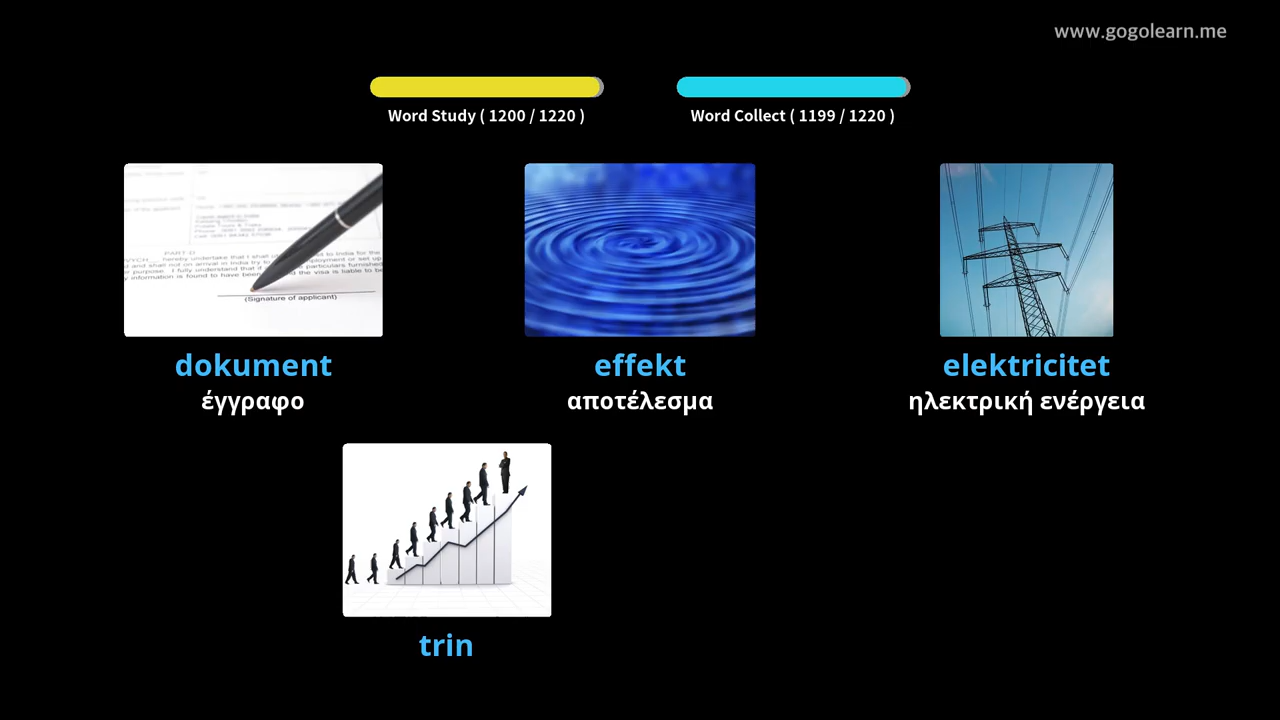 www.gogolearn.me
Word Study ( 1200 / 1220 )
Word Collect ( 1199 / 1220 )
(Signature of applicant)
dokument
έγγραφο
effekt
αποτέλεσμα
elektricitet
ηλεκτρική ενέργεια
trin